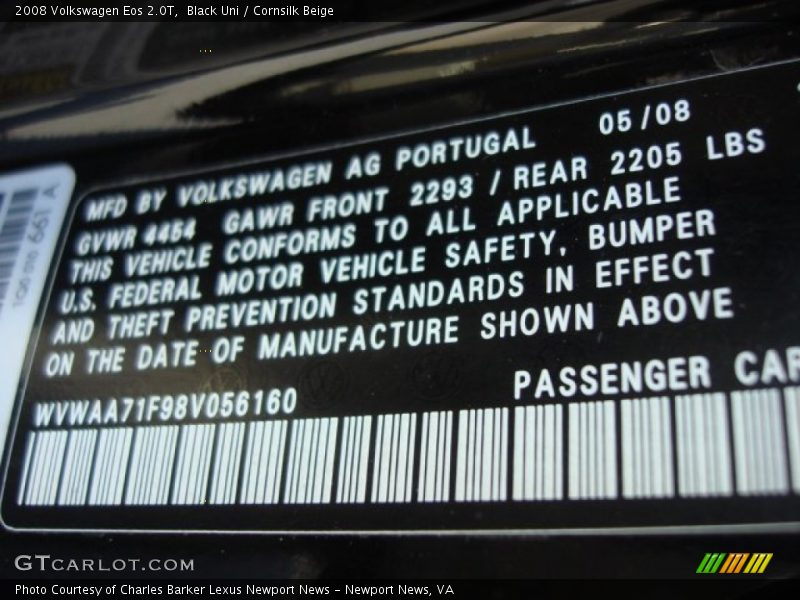 2008 Volkswagen Eos 2.0T,  Black Uni / Cornsilk Beige
05/08
MFD BY VOLKSWAGEN AG PORTUGAL
GVWR 4454 GAWR FRONT 2293 / REAR 2205 LBS
THIS VEHICLE CONFORMS TO ALL APPLICABLE
U.S. FEDERAL MOTOR VEHICLE SAFETY, BUMPER
AND THEFT PREVENTION STANDARDS IN EFFECT
ON THE DATE OF MANUFACTURE SHOWN ABOVE
WVWAA71F98V056160
PASSENGER CAR
661 A
GTCARLOT.COM
Photo Courtesy of Charles Barker Lexus Newport News – Newport News, VA